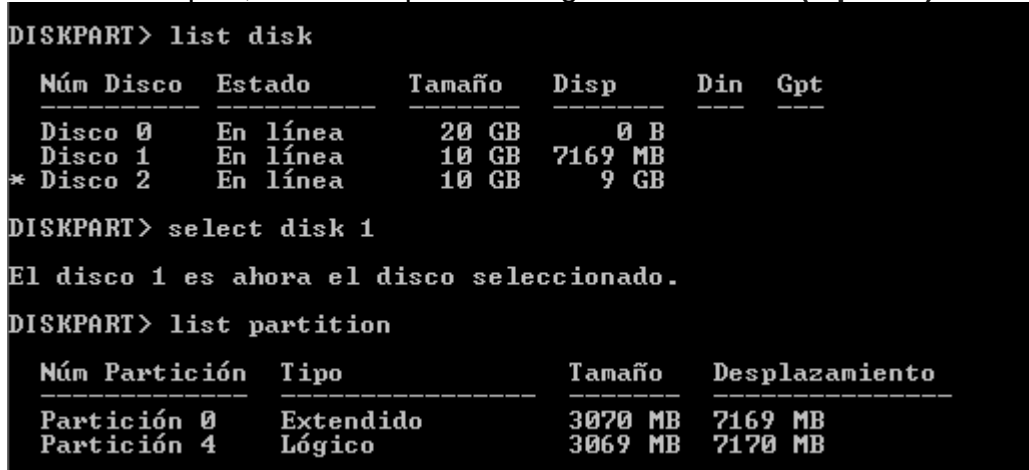 DISKPART> list disk
Núm Disco Estado Tamaño Disp Din Gpt
---------- ---------- ------- ------- --- ---
Disco 0 En línea 20 GB 0 B
Disco 1 En línea 10 GB 7169 MB
* Disco 2 En línea 10 GB 9 GB
DISKPART> select disk 1
El disco 1 es ahora el disco seleccionado.
DISKPART> list partition
Núm Partición Tipo Tamaño Desplazamiento
------------- ---------------- ------- ---------------
Partición 0 Extendido 3070 MB 7169 MB
Partición 4 Lógico 3069 MB 7170 MB